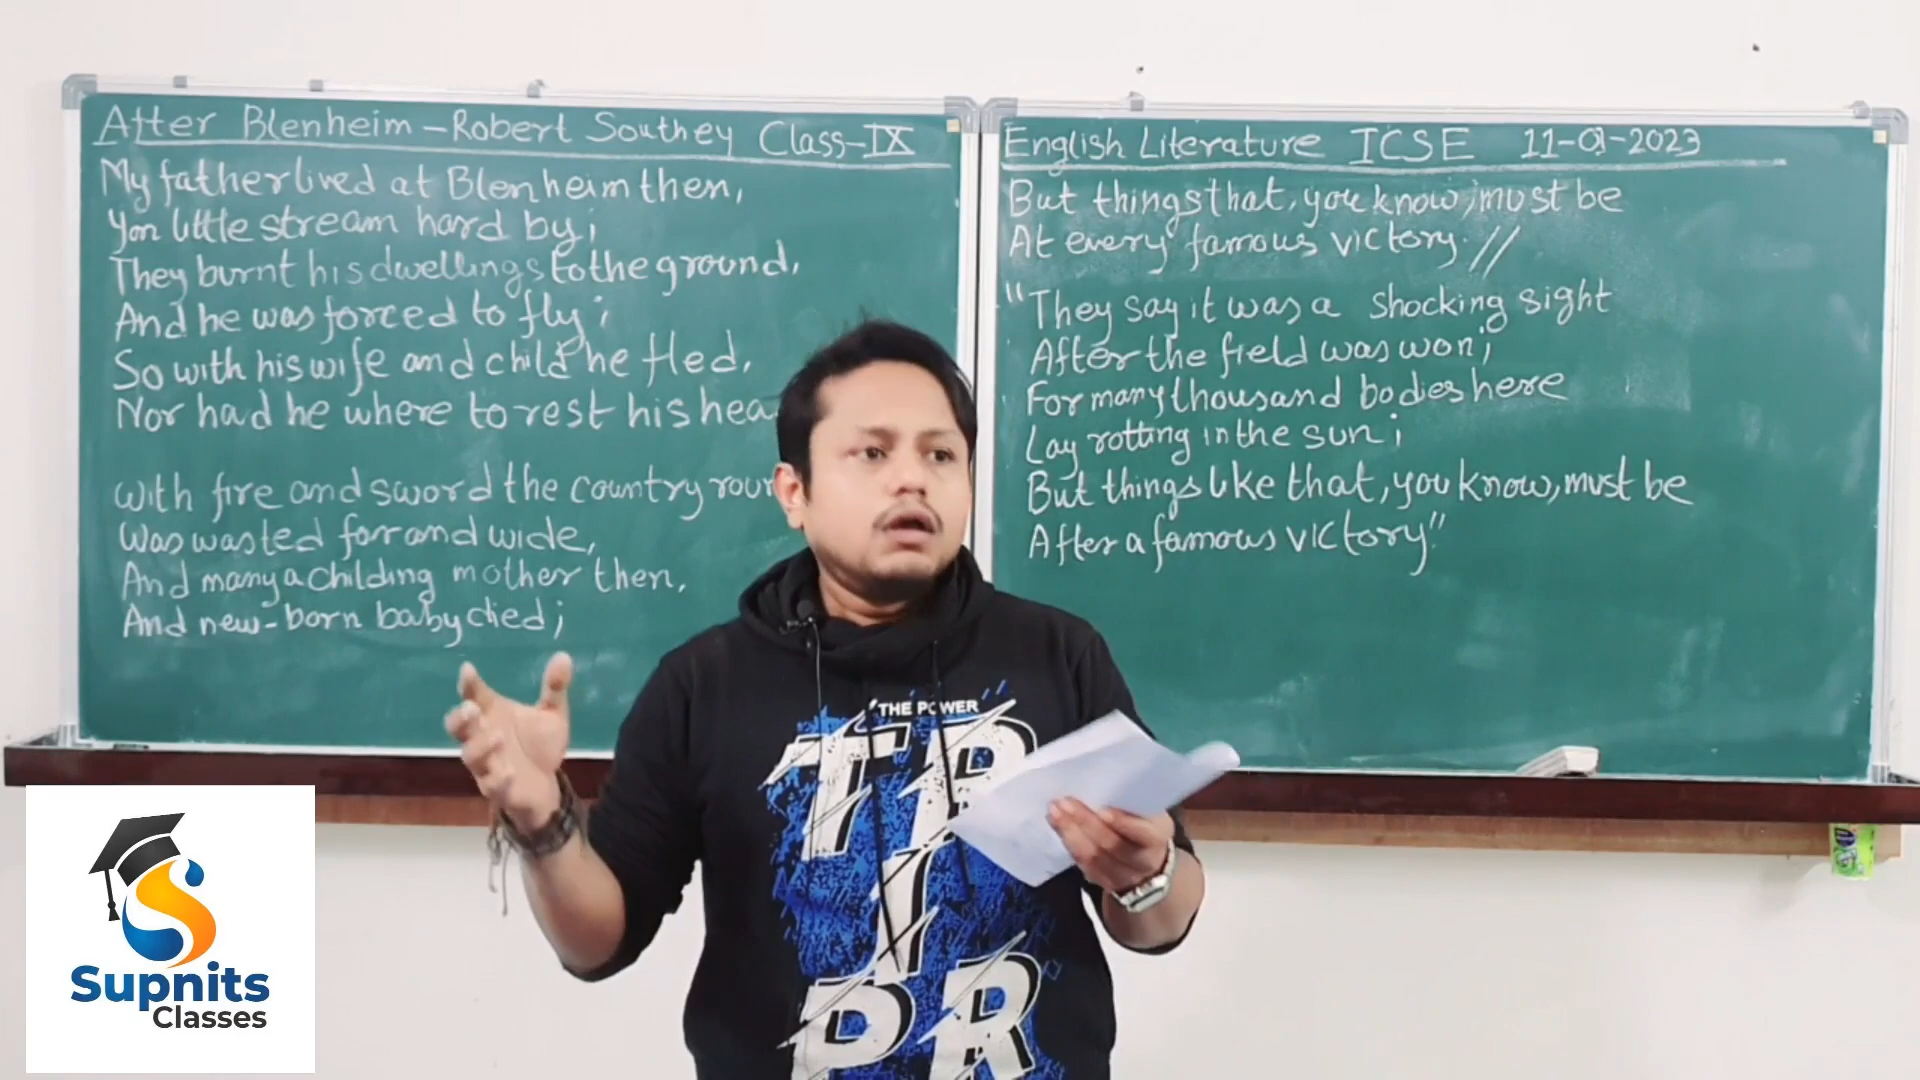 After Blenheim - Robert Southey Class-IX
My father lived at Blenheim then,
Yon little stream hard by;
They burnt his dwellings to the ground,
And he was forced to fly;
So with his wife and child he fled,
Nor had he where to rest his hea
With fire and sword the country roun
Was wasted far and wide,
And many a childing mother then,
And new-born baby died;
English Literature ICSE 11-01-2023
But things that, you know, must be
At every famous victory. //
"They say it was a shocking sight
After the field was won;
For many thousand bodies here
Lay rotting in the sun;
But things like that, you know, must be
After a famous victory"
THE POWER
TR
PR
Supnits
Classes